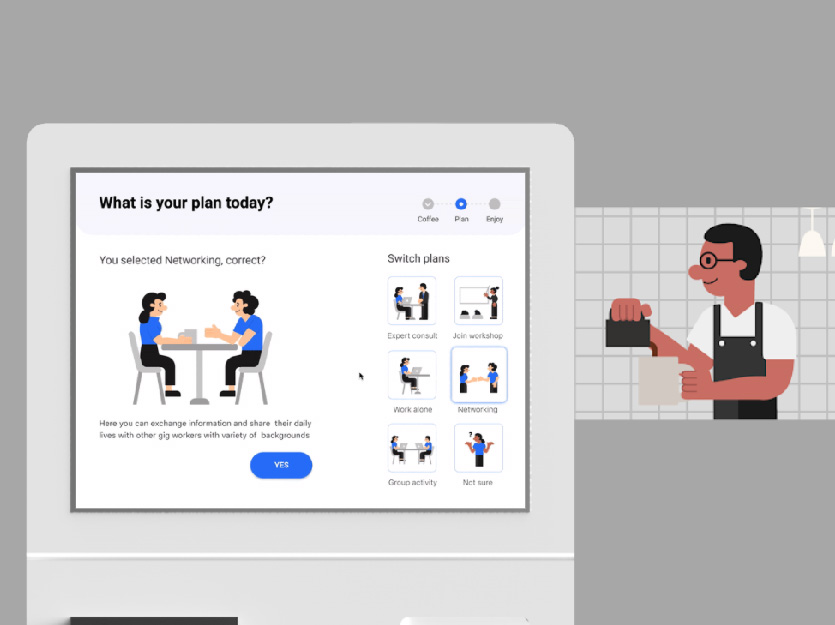 What is your plan today?
Coffee
Plan
Enjoy
You selected Networking, correct?
Here you can exchange information and share their daily
lives with other gig workers with variety of backgrounds
YES
Switch plans
Expert consult
Join workshop
Work alone
Networking
Group activity
Not sure
?